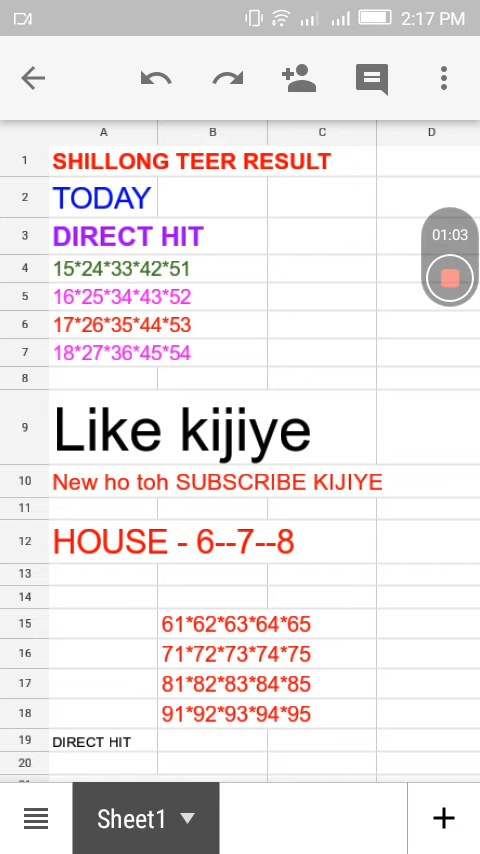 2:17 PM
A B C D
1 SHILLONG TEER RESULT
2 TODAY
3 DIRECT HIT
01:03
4 15*24*33*42*51
5 16*25*34*43*52
6 17*26*35*44*53
7 18*27*36*45*54
8
9 Like kijiye
10 New ho toh SUBSCRIBE KIJIYE
11
12 HOUSE - 6--7--8
13
14
15 61*62*63*64*65
16 71*72*73*74*75
17 81*82*83*84*85
18 91*92*93*94*95
19 DIRECT HIT
20
Sheet1